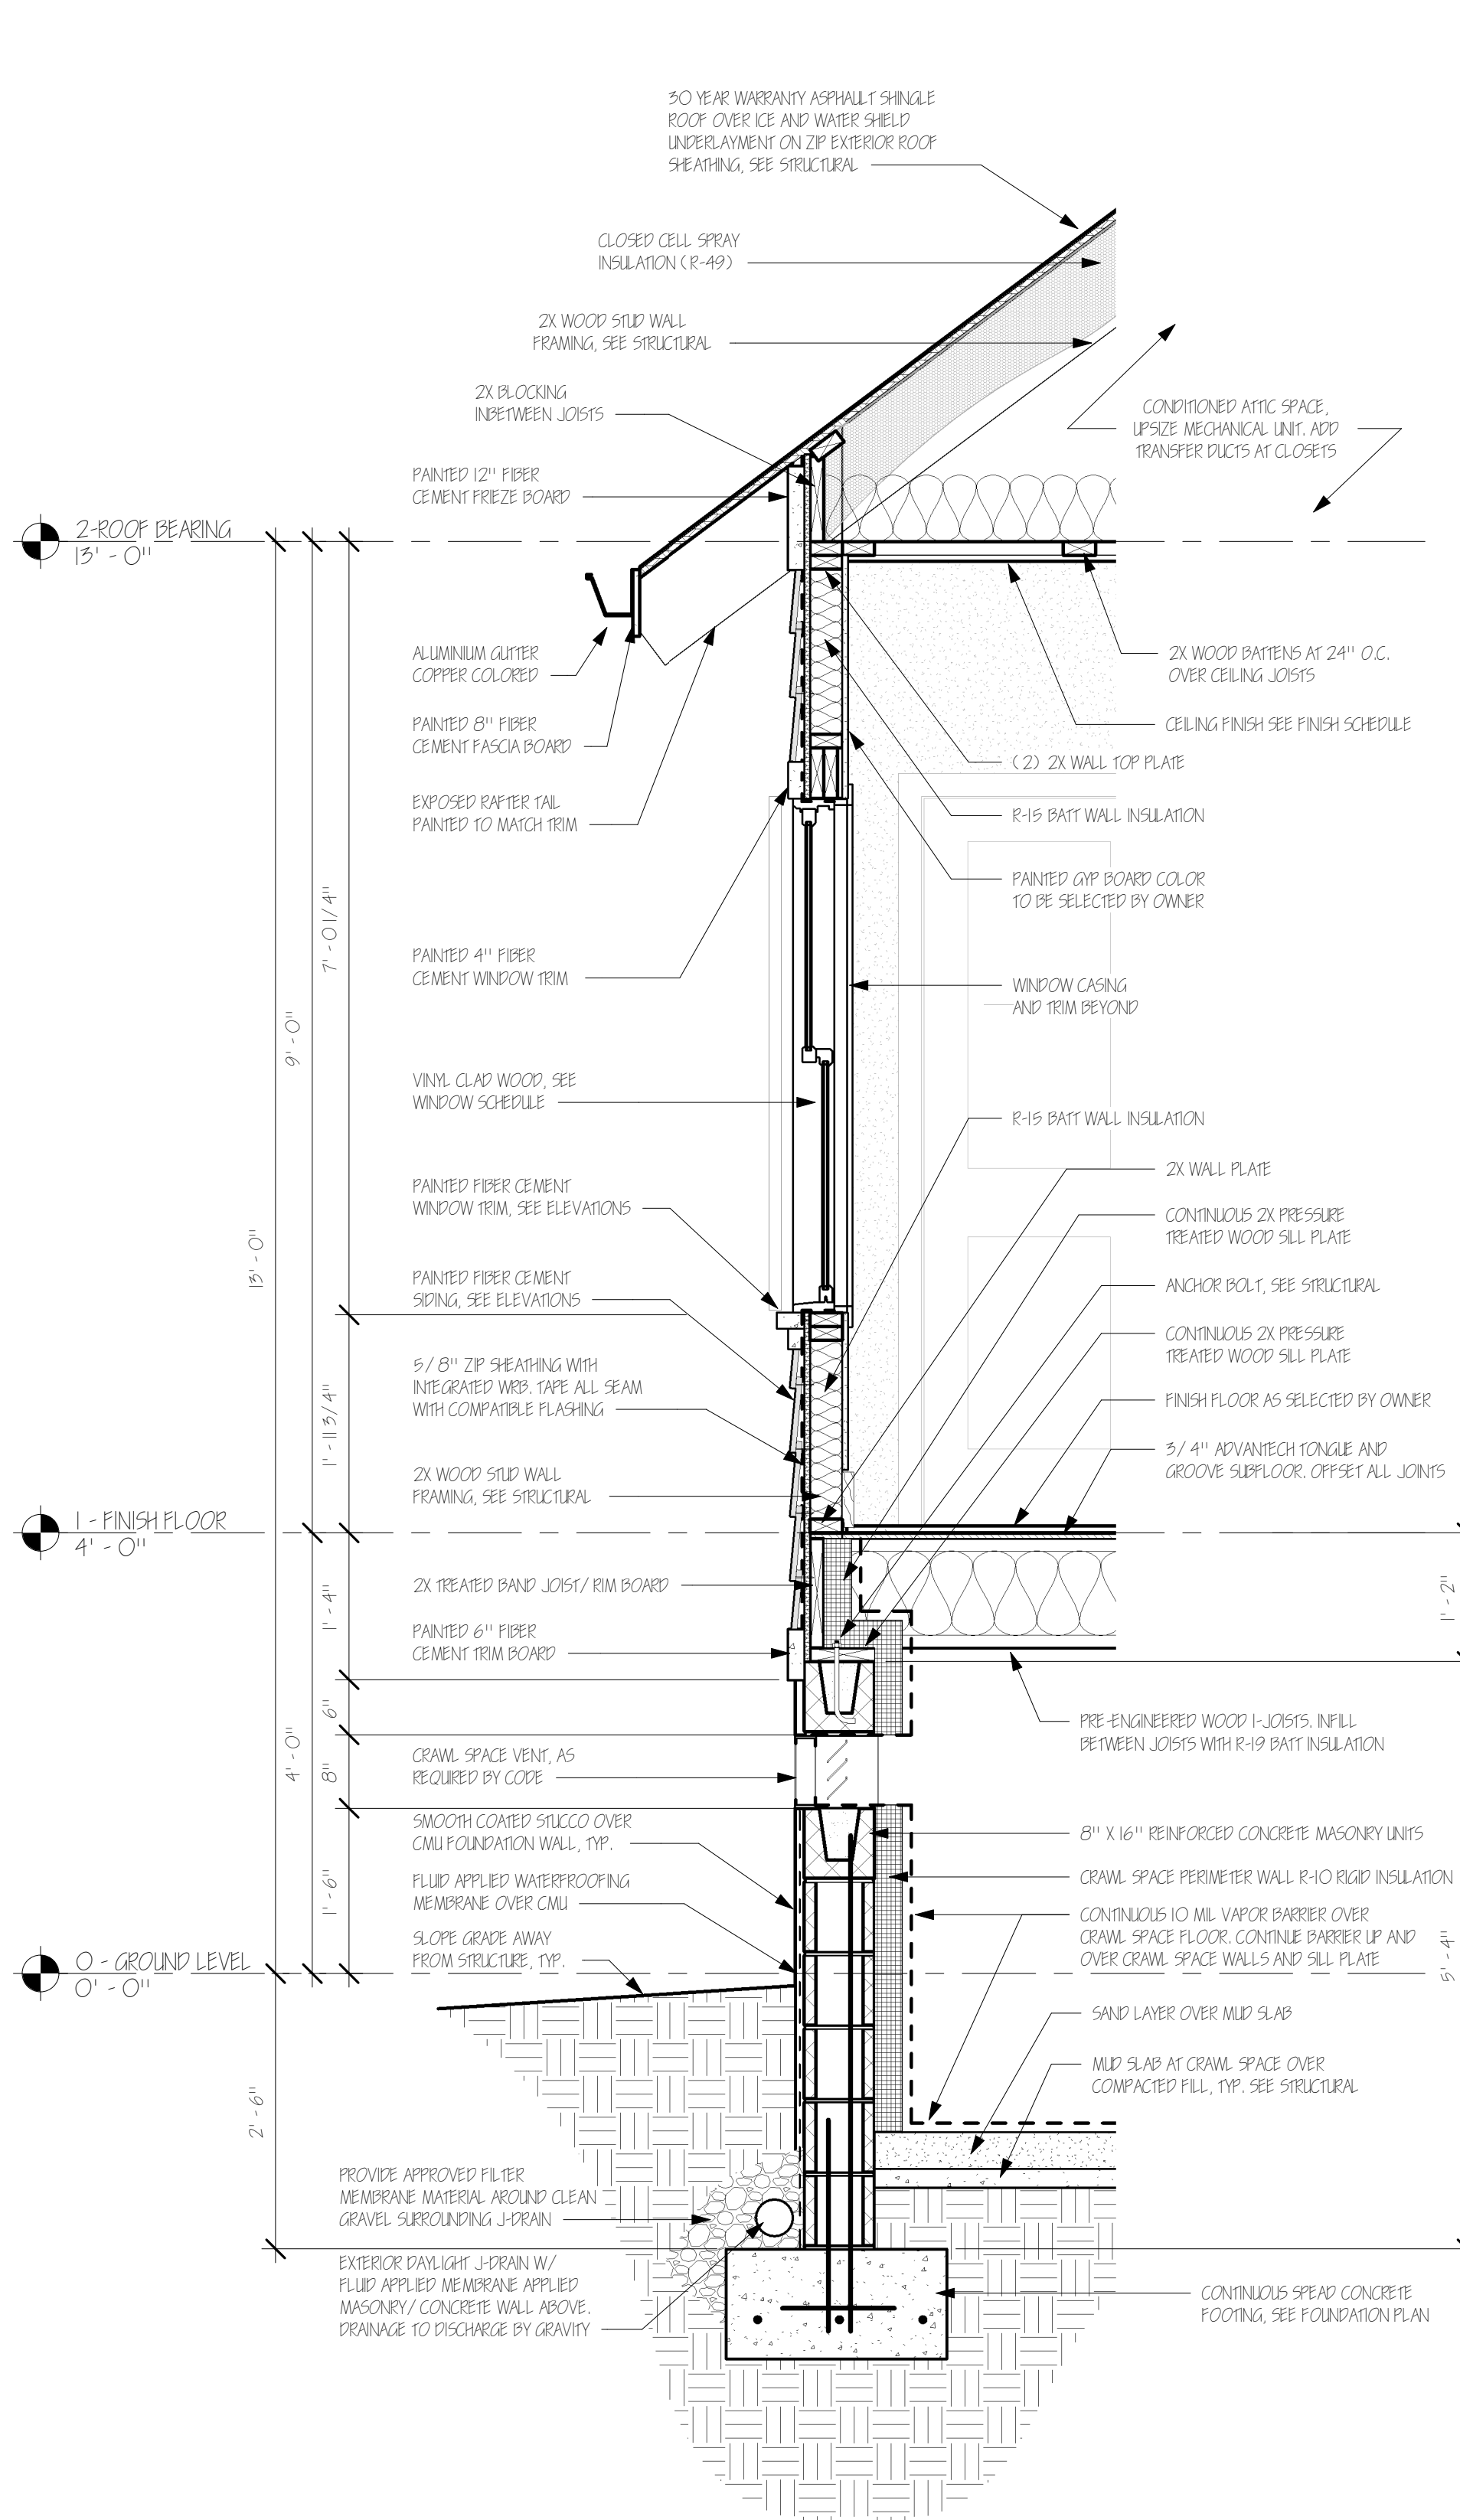 30 YEAR WARRANTY ASPHAULT SHINGLE
ROOF OVER ICE AND WATER SHIELD
UNDERLAYMENT ON ZIP EXTERIOR ROOF
SHEATHING, SEE STRUCTURAL
CLOSED CELL SPRAY
INSULATION (R-49)
2X WOOD STUD WALL
FRAMING, SEE STRUCTURAL
2X BLOCKING
INBETWEEN JOISTS
CONDITIONED ATTIC SPACE,
UPSIZE MECHANICAL UNIT. ADD
TRANSFER DUCTS AT CLOSETS
PAINTED 12" FIBER
CEMENT FRIEZE BOARD
2-ROOF BEARING
13' - 0"
ALUMINIUM GUTTER
COPPER COLORED
2X WOOD BATTENS AT 24" O.C.
OVER CEILING JOISTS
PAINTED 8" FIBER
CEMENT FASCIA BOARD
CEILING FINISH SEE FINISH SCHEDULE
(2) 2X WALL TOP PLATE
EXPOSED RAFTER TAIL
PAINTED TO MATCH TRIM
R-15 BATT WALL INSULATION
PAINTED GYP BOARD COLOR
TO BE SELECTED BY OWNER
7' - 0 1/4"
PAINTED 4" FIBER
CEMENT WINDOW TRIM
WINDOW CASING
AND TRIM BEYOND
9' - 0"
VINYL CLAD WOOD, SEE
WINDOW SCHEDULE
R-15 BATT WALL INSULATION
2X WALL PLATE
PAINTED FIBER CEMENT
WINDOW TRIM, SEE ELEVATIONS
CONTINUOUS 2X PRESSURE
TREATED WOOD SILL PLATE
13' - 0"
PAINTED FIBER CEMENT
SIDING, SEE ELEVATIONS
ANCHOR BOLT, SEE STRUCTURAL
CONTINUOUS 2X PRESSURE
TREATED WOOD SILL PLATE
5/8" ZIP SHEATHING WITH
INTEGRATED WRB. TAPE ALL SEAM
WITH COMPATIBLE FLASHING
1' - 11 3/4"
FINISH FLOOR AS SELECTED BY OWNER
3/4" ADVANTECH TONGUE AND
GROOVE SUBFLOOR. OFFSET ALL JOINTS
2X WOOD STUD WALL
FRAMING, SEE STRUCTURAL
1 - FINISH FLOOR
4' - 0"
2X TREATED BAND JOIST/ RIM BOARD
1' - 4"
1' - 2"
PAINTED 6" FIBER
CEMENT TRIM BOARD
6"
PRE-ENGINEERED WOOD I-JOISTS. INFILL
BETWEEN JOISTS WITH R-19 BATT INSULATION
4' - 0"
8"
CRAWL SPACE VENT, AS
REQUIRED BY CODE
SMOOTH COATED STUCCO OVER
CMU FOUNDATION WALL, TYP.
8" X 16" REINFORCED CONCRETE MASONRY UNITS
1' - 6"
FLUID APPLIED WATERFROOFING
MEMBRANE OVER CMU
CRAWL SPACE PERIMETER WALL R-10 RIGID INSULATION
CONTINUOUS 10 MIL VAPOR BARRIER OVER
CRAWL SPACE FLOOR. CONTINUE BARRIER UP AND
OVER CRAWL SPACE WALLS AND SILL PLATE
SLOPE GRADE AWAY
FROM STRUCTURE, TYP.
0 - GROUND LEVEL
0' - 0"
5' - 4"
SAND LAYER OVER MUD SLAB
MUD SLAB AT CRAWL SPACE OVER
COMPACTED FILL, TYP. SEE STRUCTURAL
2' - 6"
PROVIDE APPROVED FILTER
MEMBRANE MATERIAL AROUND CLEAN
GRAVEL SURROUNDING J-DRAIN
EXTERIOR DAYLIGHT J-DRAIN W/
FLUID APPLIED MEMBRANE APPLIED
MASONRY/ CONCRETE WALL ABOVE.
DRAINAGE TO DISCHARGE BY GRAVITY
CONTINUOUS SPEAD CONCRETE
FOOTING, SEE FOUNDATION PLAN